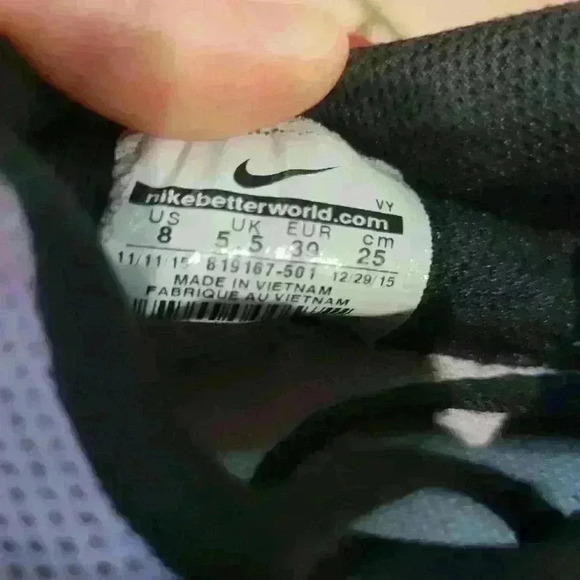 VY
nikebetterworld.com
US UK EUR cm
8 5.5 39 25
11/11/15 819167-501 12/29/15
MADE IN VIETNAM
FABRIQUE AU VIETNAM